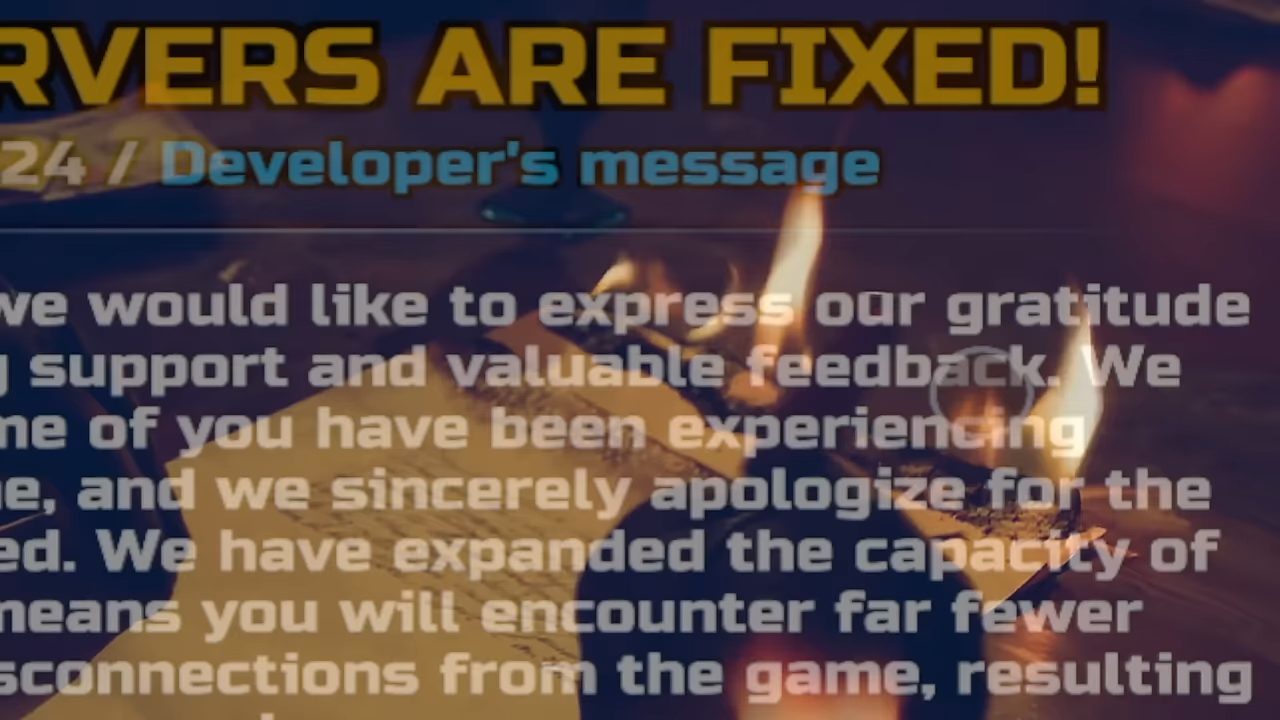 RVERS ARE FIXED!
24 / Developer's message
we would like to express our gratitude
support and valuable feedback. We
me of you have been experiencing
e, and we sincerely apologize for the
ed. We have expanded the capacity of
means you will encounter far fewer
sconnections from the game, resulting